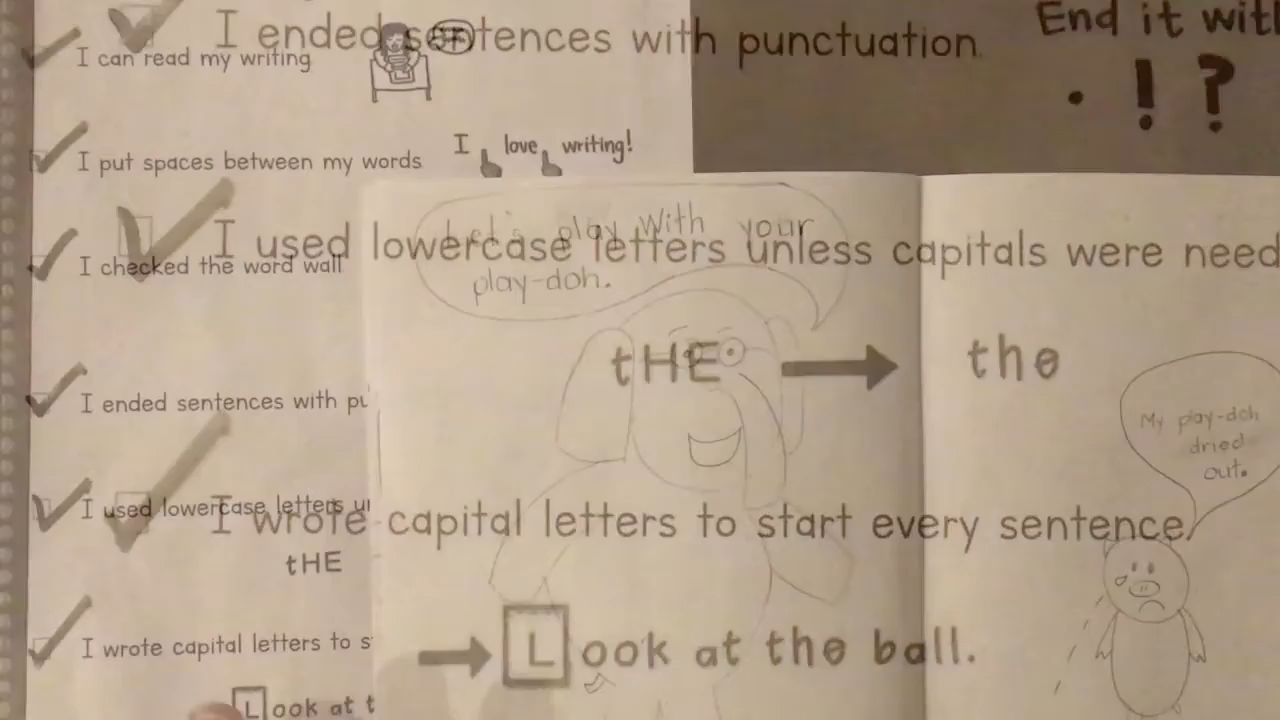 I ended sentences with punctuation.
End it
. ! ?
I can read my writing
I put spaces between my words
I love writing!
I checked the word wall
I ended sentences with
I used lowercase letters
tHE
I wrote capital letters to
Look at
I used lowercase letters unless capitals were
tHE the
I wrote capital letters to start every sentence.
Look at the ball.
Let's play with your
play-doh.
My play-doh
dried
out.